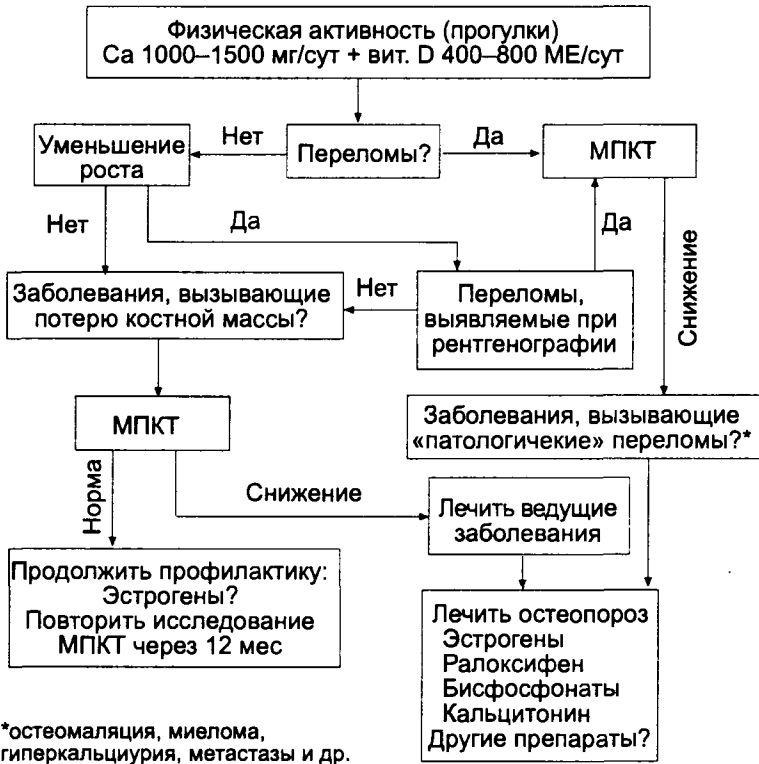 Физическая активность (прогулки)
Ca 1000–1500 мг/сут + вит. D 400–800 МЕ/сут
Уменьшение
роста
Нет
Переломы?
Да
МПКТ
Нет
Да
Да
Снижение
Заболевания, вызывающие
потерю костной массы?
Нет
Переломы,
выявляемые при
рентгенографии
МПКТ
Заболевания, вызывающие
«патологичекие» переломы?*
Норма
Снижение
Лечить ведущие
заболевания
Продолжить профилактику:
Эстрогены?
Повторить исследование
МПКТ через 12 мес
Лечить остеопороз
Эстрогены
Ралоксифен
Бисфосфонаты
Кальцитонин
Другие препараты?
*остеомаляция, миелома,
гиперкальциурия, метастазы и др.